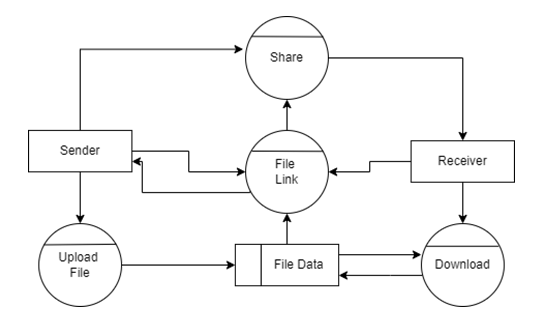 Share
Sender
File
Link
Receiver
Upload
File
File Data
Download